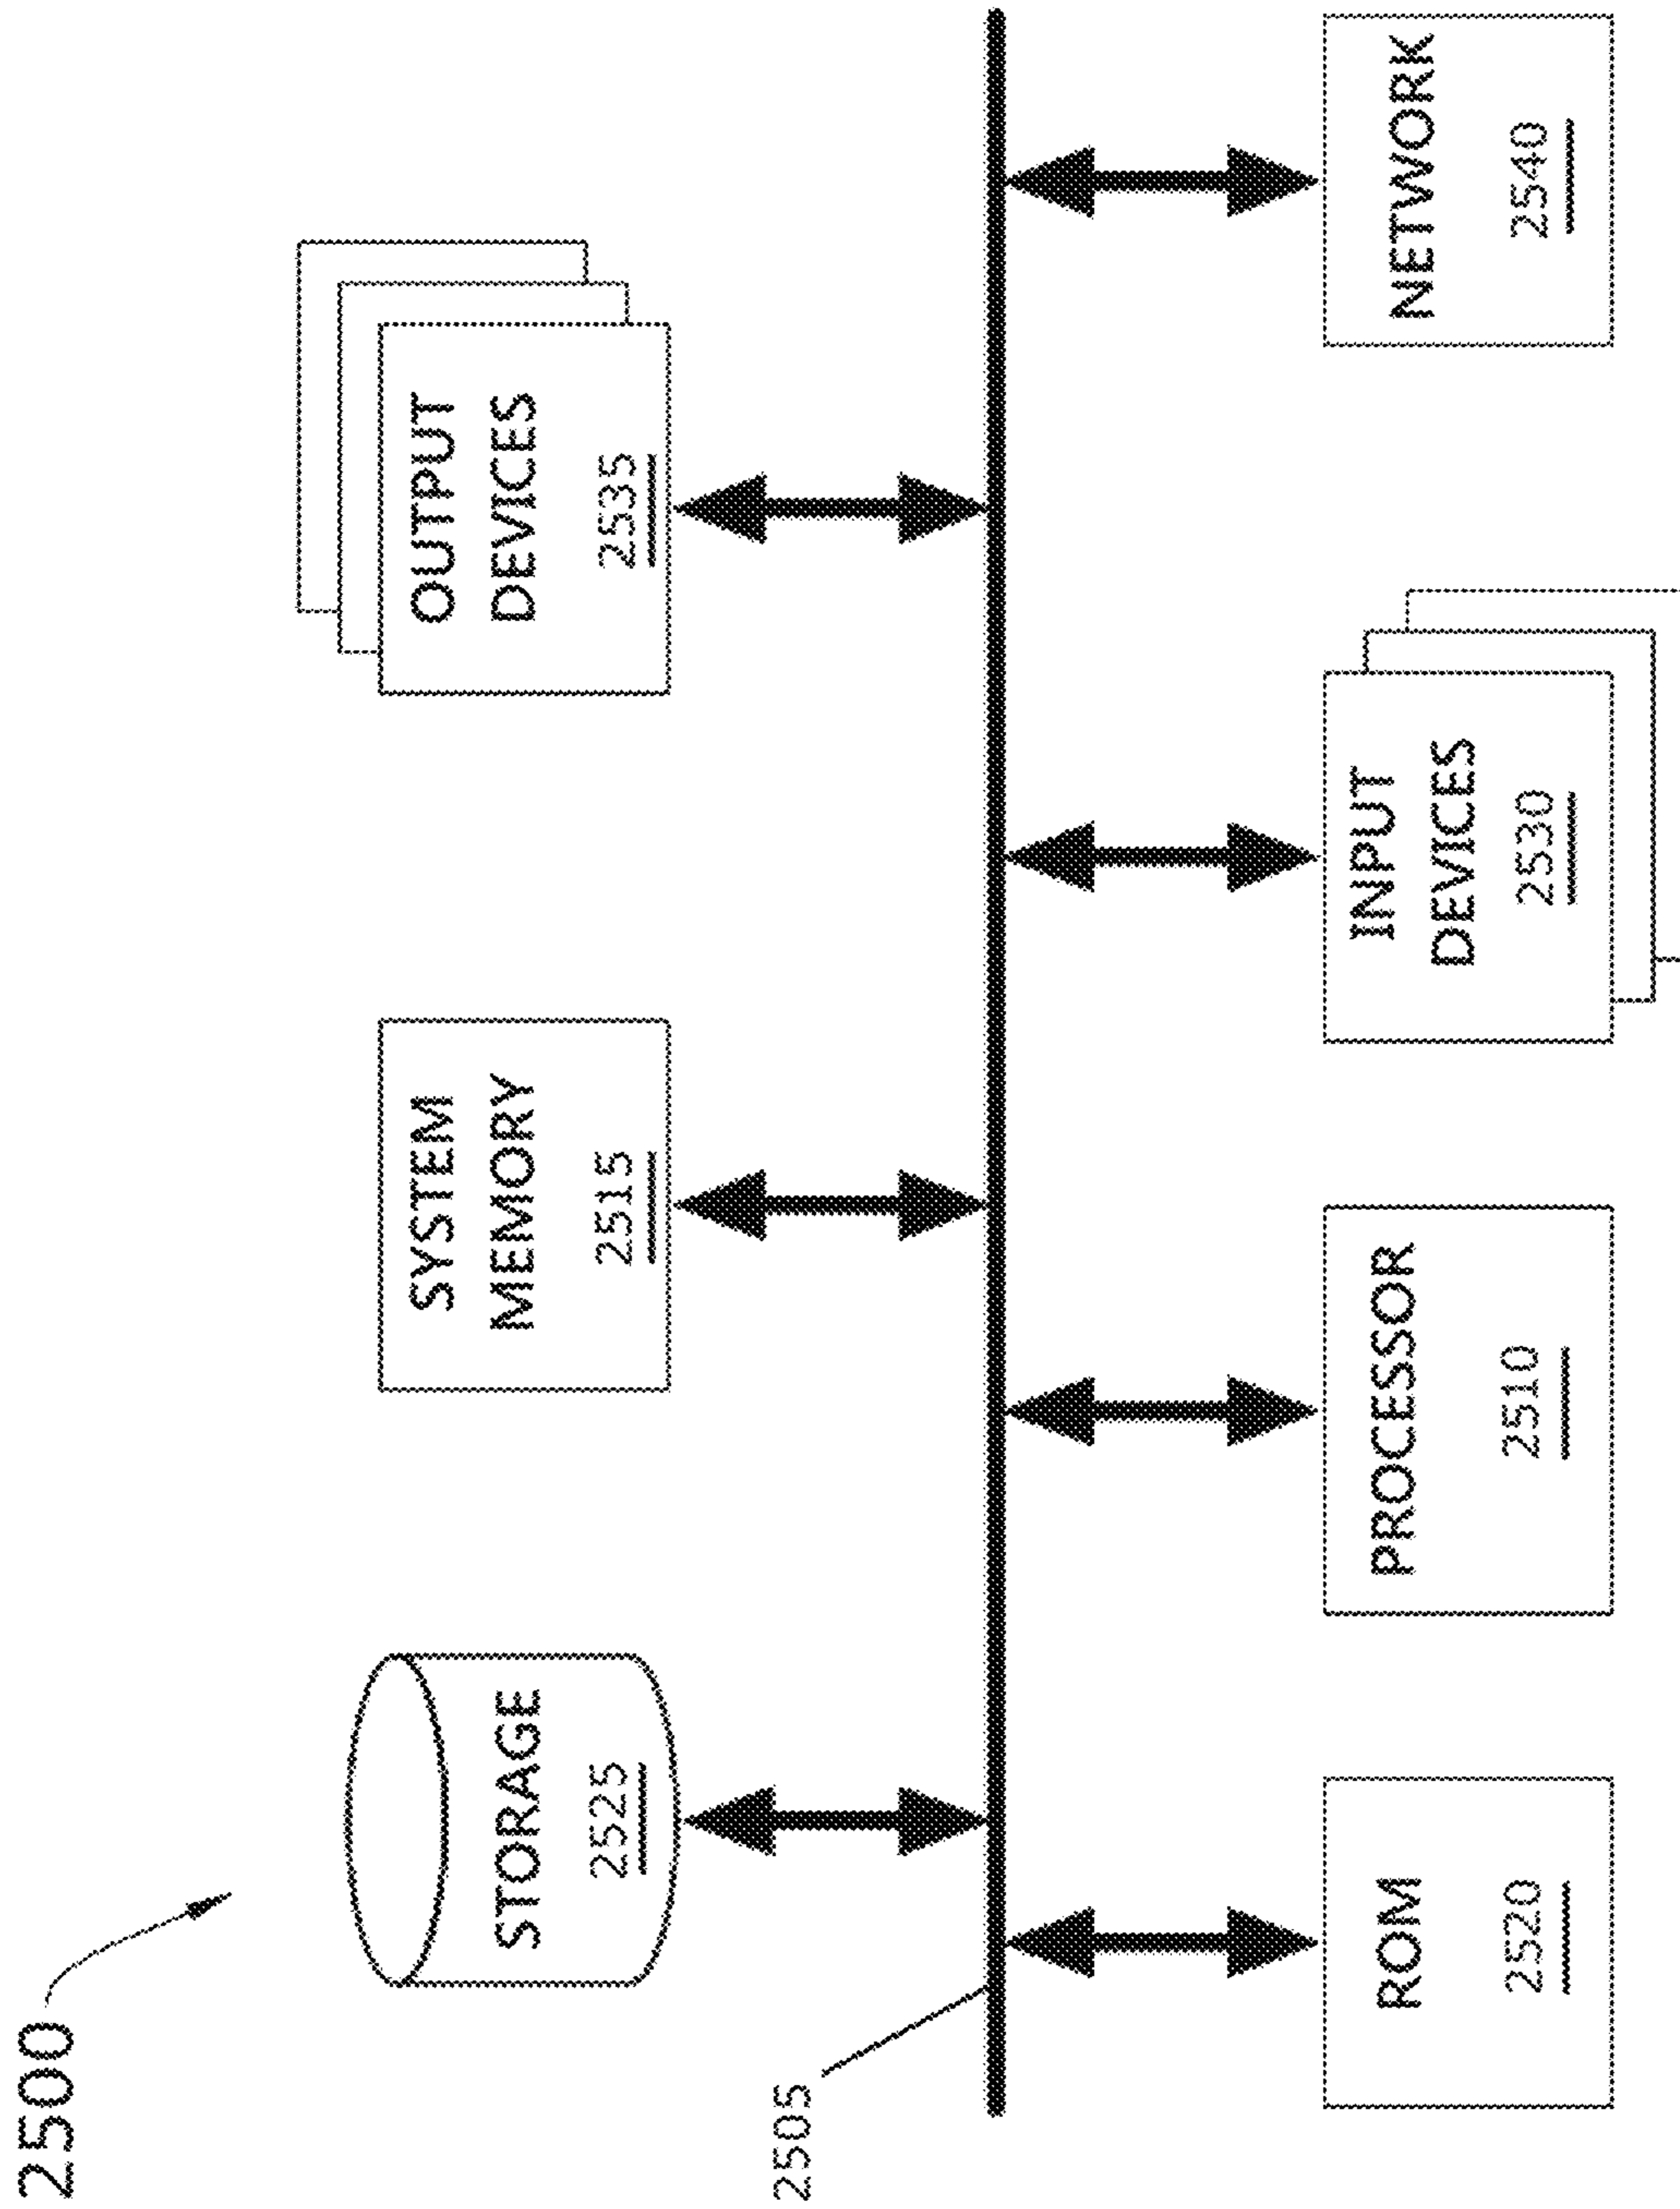 2500
STORAGE
2525
SYSTEM
MEMORY
2515
OUTPUT
DEVICES
2535
2505
ROM
2520
PROCESSOR
2510
INPUT
DEVICES
2530
NETWORK
2540